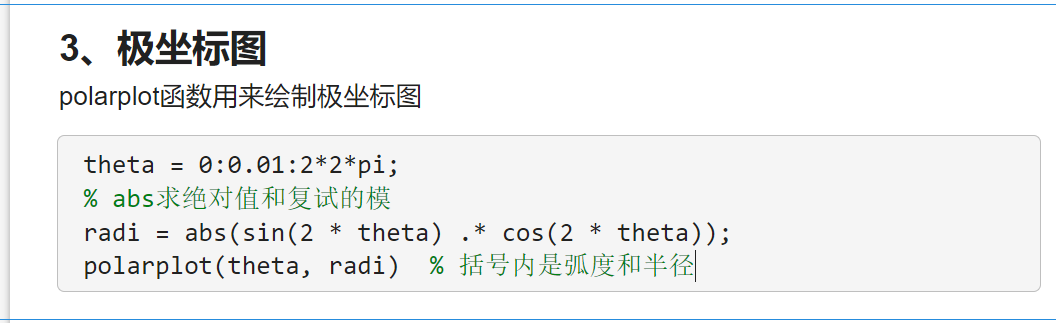 3、极坐标图
polarplot函数用来绘制极坐标图
theta = 0:0.01:2*2*pi;
% abs求绝对值和复试的模
radi = abs(sin(2 * theta) .* cos(2 * theta));
polarplot(theta, radi)  % 括号内是弧度和半径